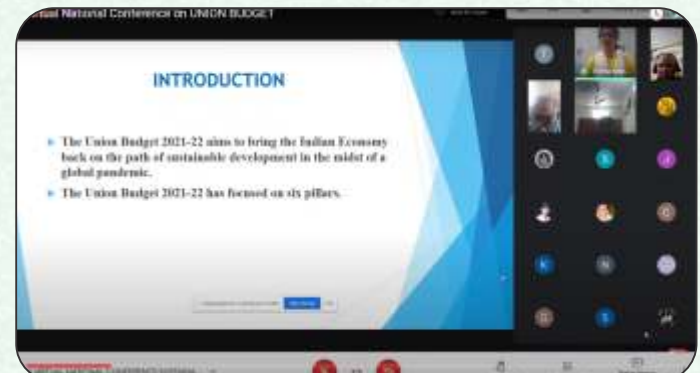 National Conference on UNION BUDGET
INTRODUCTION
The Union Budget 2021-22 aims to bring the Indian Economy
back on the path of sustainable development in the midst of a
global pandemic.
The Union Budget 2021-22 has focused on six pillars.
K
N
S